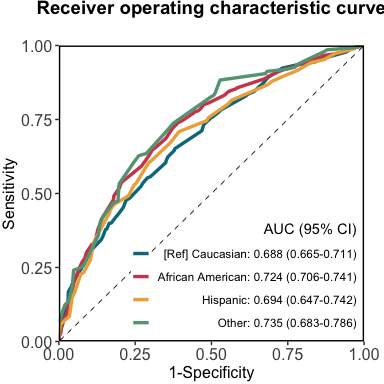 Receiver operating characteristic curve
1.00
0.75
0.50
0.25
0.00
Sensitivity
AUC (95% CI)
[Ref] Caucasian: 0.688 (0.665-0.711)
African American: 0.724 (0.706-0.741)
Hispanic: 0.694 (0.647-0.742)
Other: 0.735 (0.683-0.786)
0.00 0.25 0.50 0.75 1.00
1-Specificity